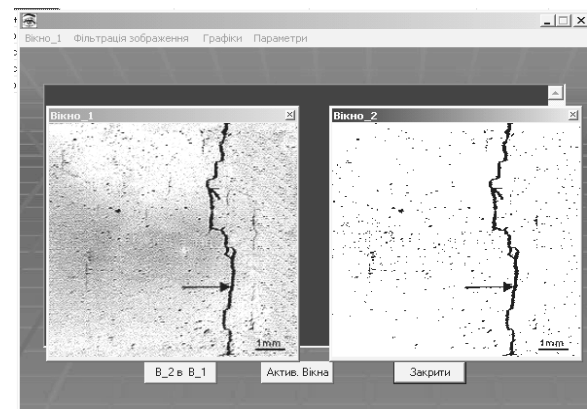 Вікно_1 Фільтрація зображення Графіки Параметри
Вікно_1
Вікно_2
1mm
1mm
В_2 в В_1
Актив. Вікна
Закрити